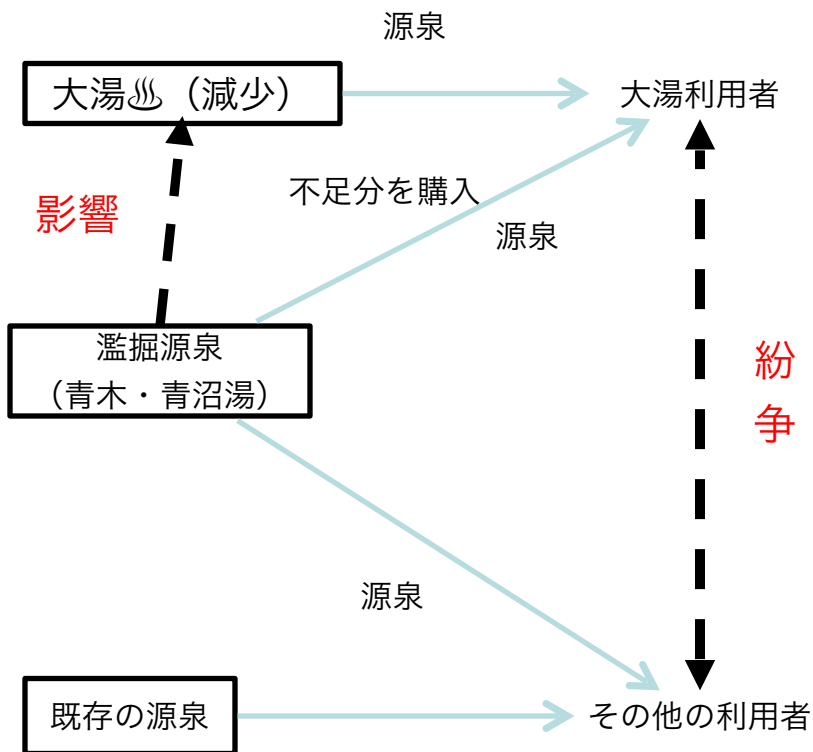 源泉
大湯♨（減少）
大湯利用者
不足分を購入
影響
源泉
濫掘源泉
（青木・青沼湯）
紛
争
源泉
既存の源泉
その他の利用者